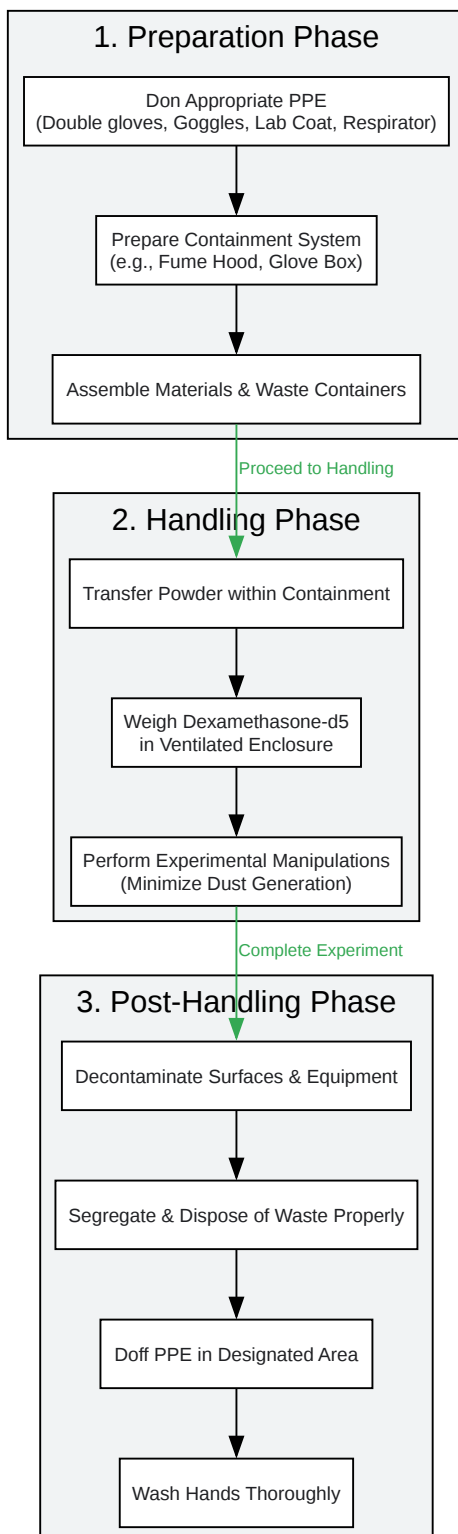 1. Preparation Phase
Don Appropriate PPE
(Double gloves, Goggles, Lab Coat, Respirator)
Prepare Containment System
(e.g., Fume Hood, Glove Box)
Assemble Materials & Waste Containers
Proceed to Handling
2. Handling Phase
Transfer Powder within Containment
Weigh Dexamethasone-d5
in Ventilated Enclosure
Perform Experimental Manipulations
(Minimize Dust Generation)
Complete Experiment
3. Post-Handling Phase
Decontaminate Surfaces & Equipment
Segregate & Dispose of Waste Properly
Doff PPE in Designated Area
Wash Hands Thoroughly